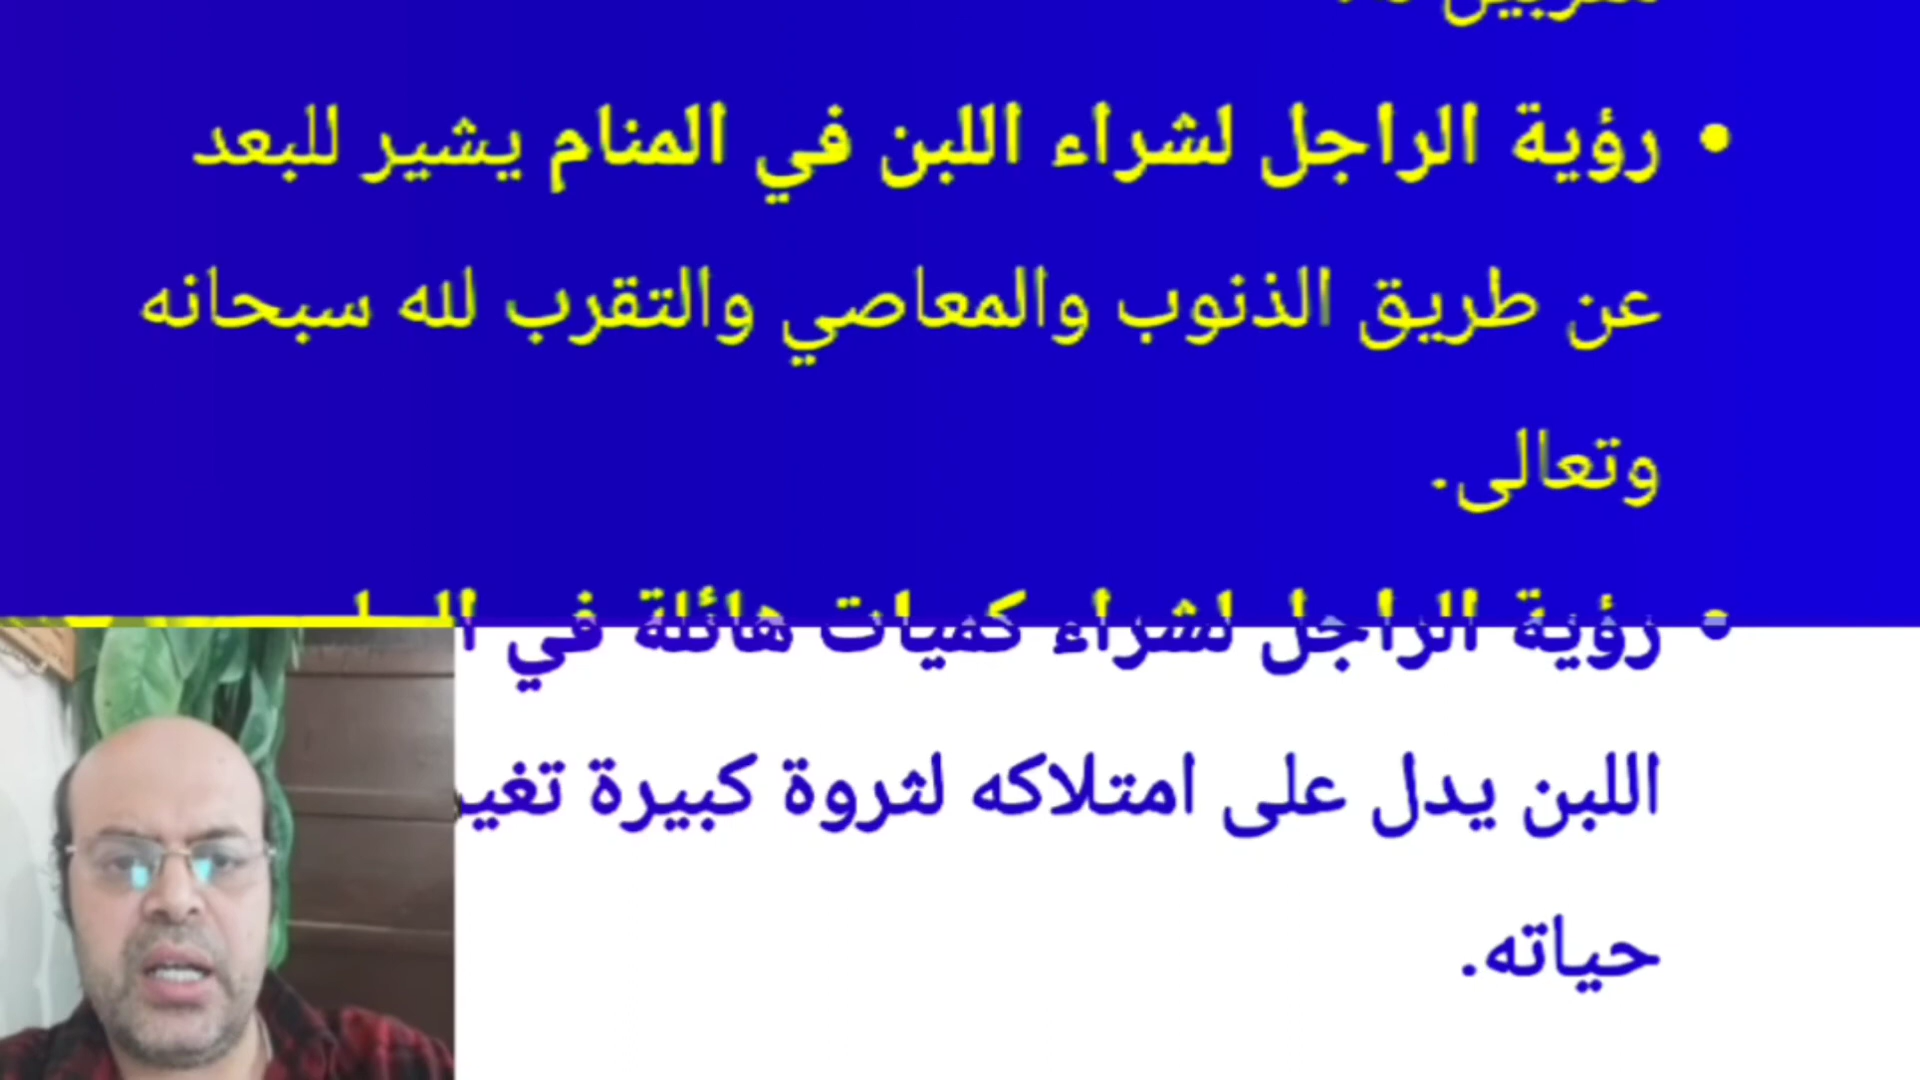 رؤية الراجل لشراء اللبن في المنام يشير للبعد
عن طريق الذنوب والمعاصي والتقرب لله سبحانه
وتعالى.
رؤية الراجل لشراء كميات هائلة في
اللبن يدل على امتلاكه لثروة كبيرة تغير
حياته.